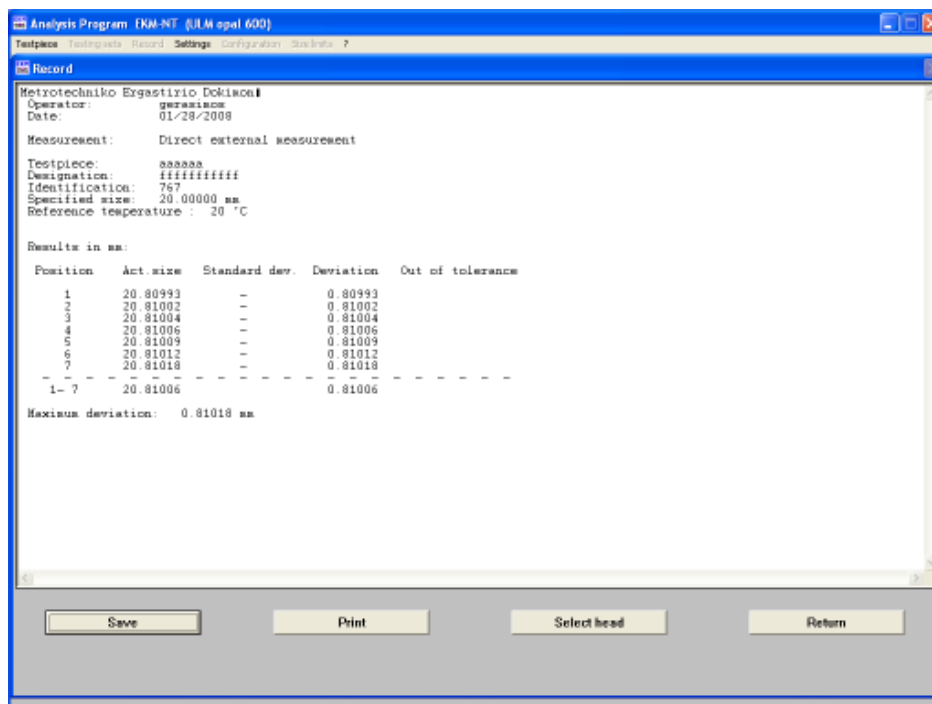 Analysis Program EKM-NT (ULM opal 600)
Testpiece Testing sets Record Settings Configuration Size limits ?
Record
Metrotechniko Ergastirio Dokimon
Operator: gerasimos
Date: 01/28/2008
Measurement: Direct external measurement
Testpiece: aaaaaa
Designation: fffffffffff
Identification: 767
Specified size: 20.00000 mm
Reference temperature : 20 °C
Results in mm:
Position Act.size Standard dev. Deviation Out of tolerance
1 20.80993 - 0.80993
2 20.81002 - 0.81002
3 20.81004 - 0.81004
4 20.81006 - 0.81006
5 20.81009 - 0.81009
6 20.81012 - 0.81012
7 20.81018 - 0.81018
1- 7 20.81006 0.81006
Maximum deviation: 0.81018 mm
Save Print Select head Return